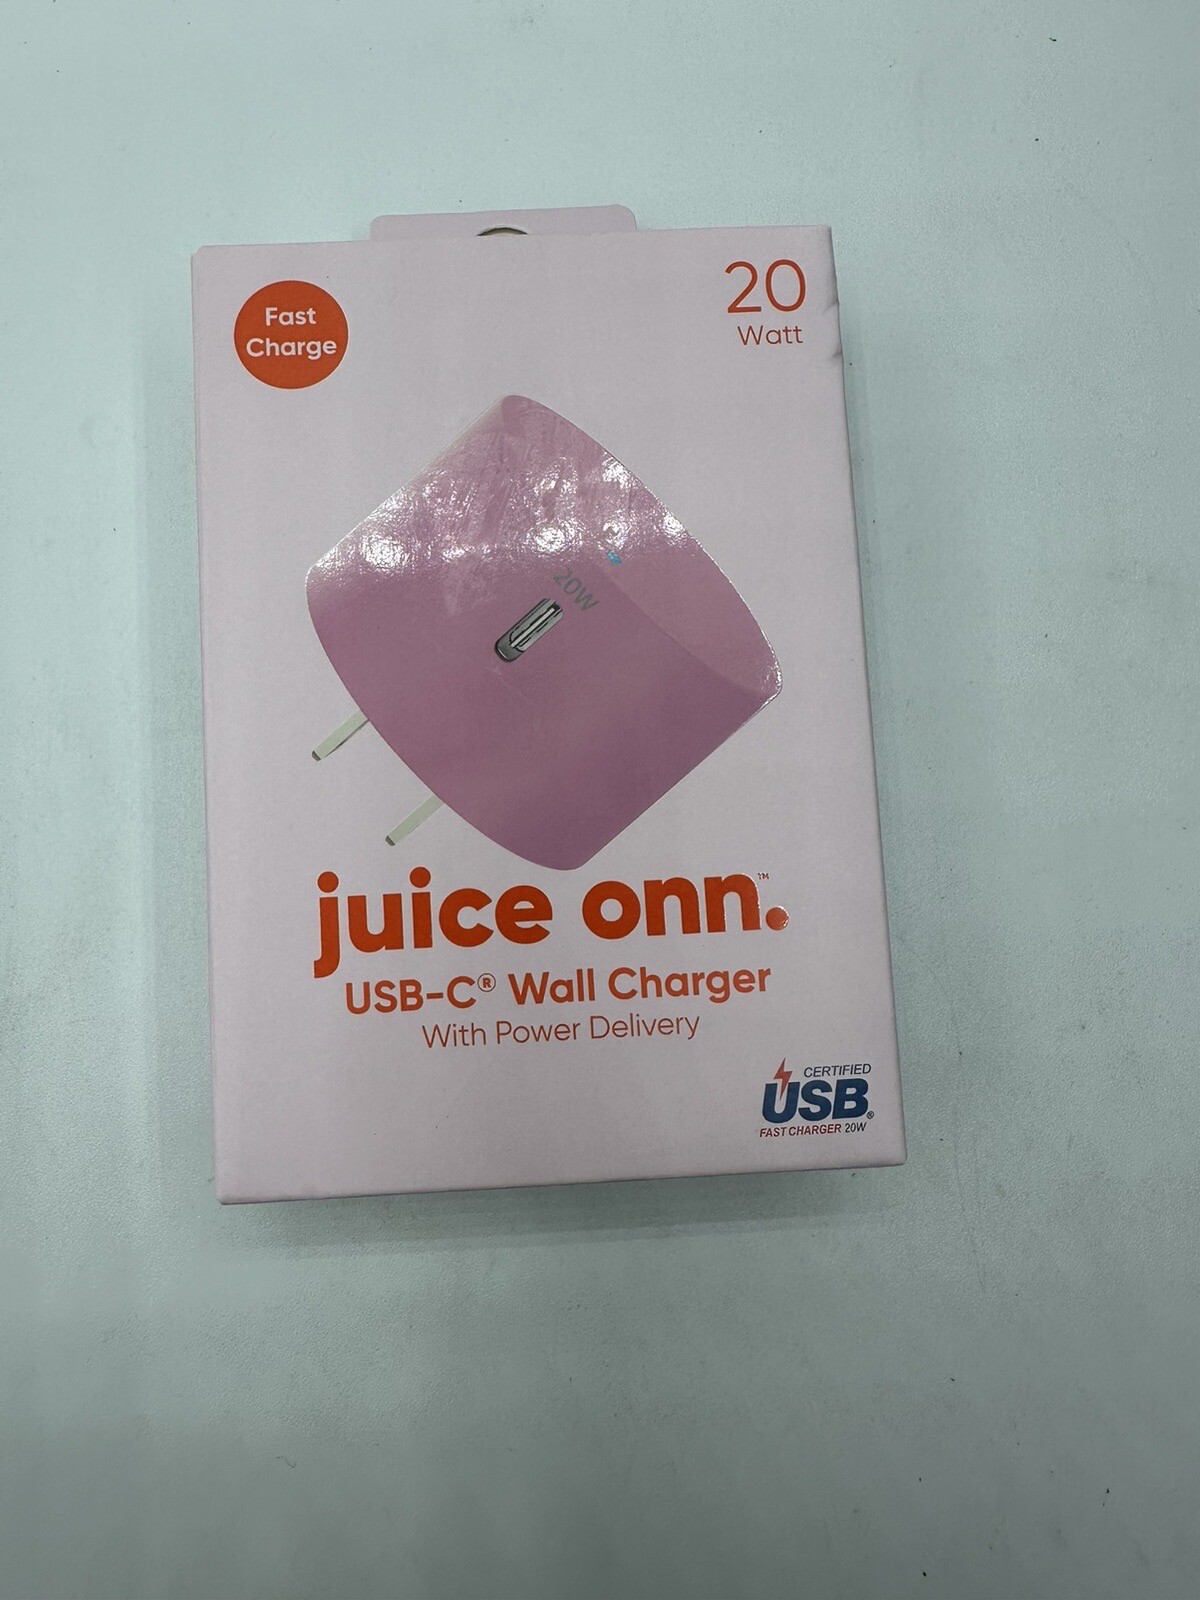 Fast
Charge
20
Watt
20W
juice onn.™
USB-C® Wall Charger
With Power Delivery
CERTIFIED
USB®
FAST CHARGER 20W